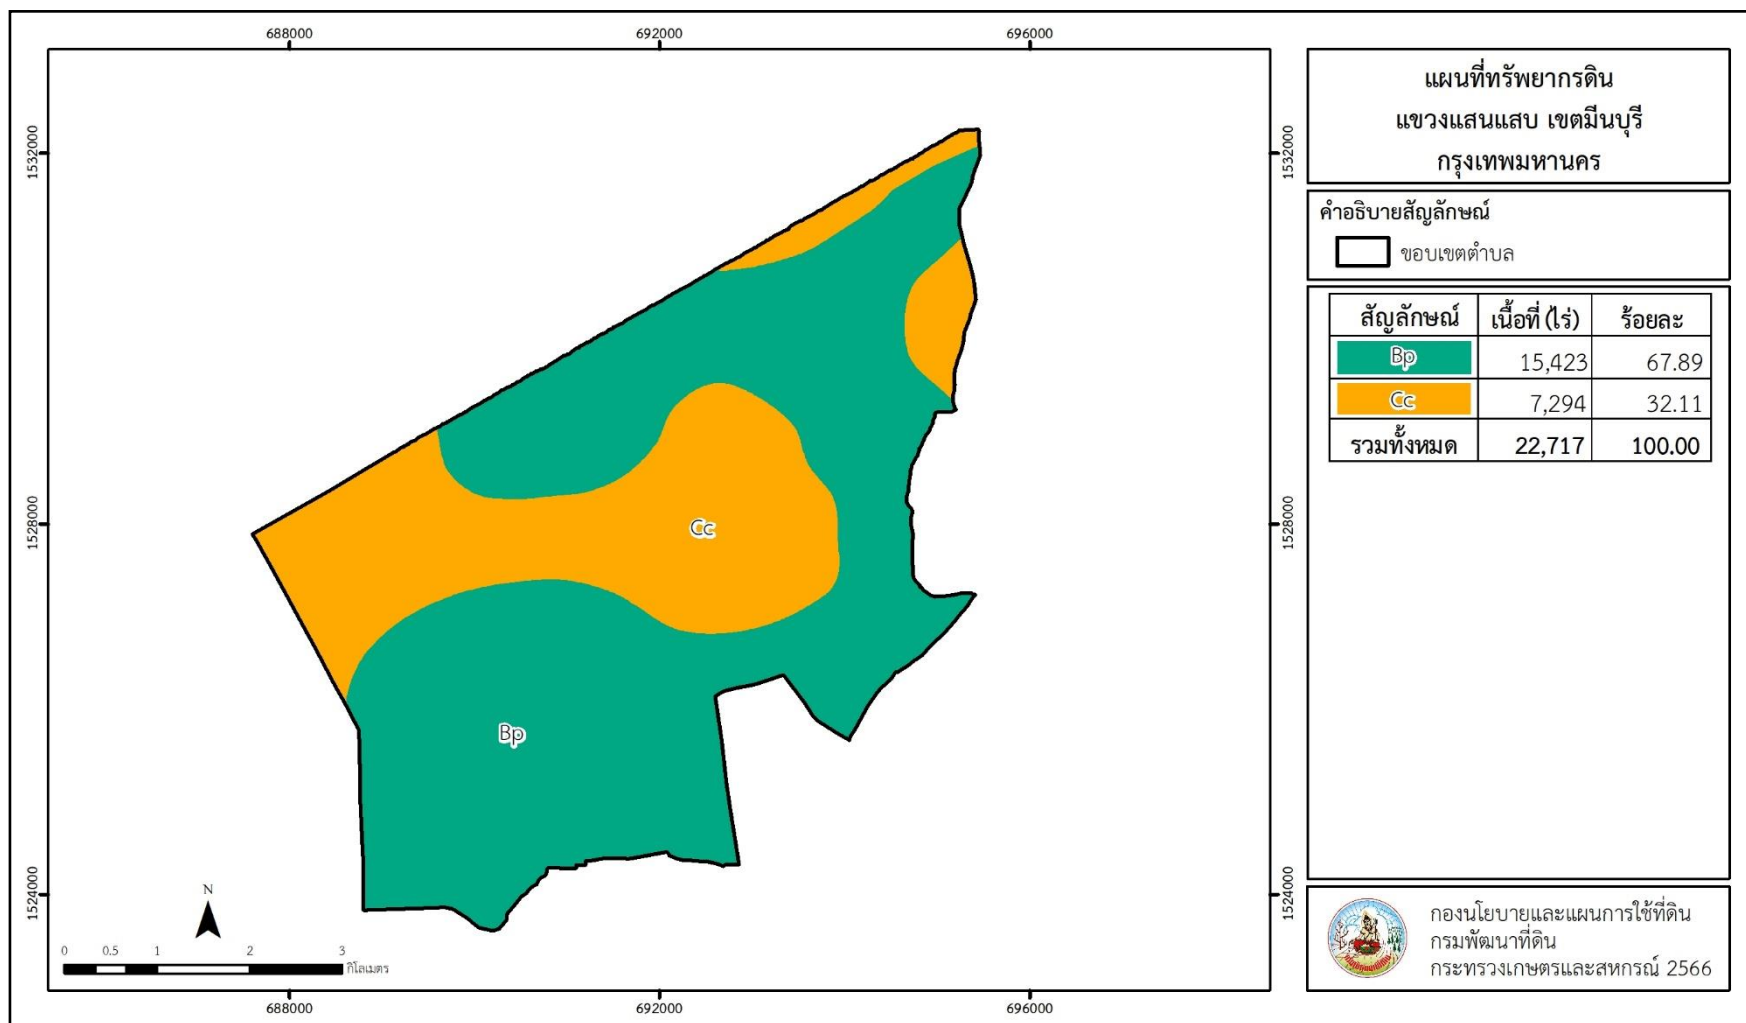 688000
692000
696000
แผนที่ทรัพยากรดิน
แขวงแสนแสบ เขตมีนบุรี
กรุงเทพมหานคร
คำอธิบายสัญลักษณ์
ขอบเขตตำบล
สัญลักษณ์ เนื้อที่ (ไร่) ร้อยละ
Bp 15,423 67.89
Cc 7,294 32.11
รวมทั้งหมด 22,717 100.00
1532000
1532000
1528000
1528000
1524000
1524000
Cc
Bp
N
0 0.5 1 2 3
กิโลเมตร
688000
692000
696000
กองนโยบายและแผนการใช้ที่ดิน
กรมพัฒนาที่ดิน
กระทรวงเกษตรและสหกรณ์ 2566